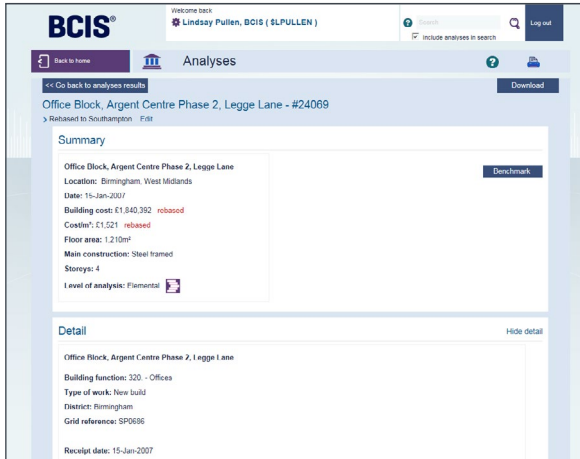 BCIS®
Welcome back
Lindsay Pullen, BCIS ( $LPULLEN )
? Search
Include analyses in search
Log out
Back to home
Analyses
?
<< Go back to analyses results
Download
Office Block, Argent Centre Phase 2, Legge Lane - #24069
Rebased to Southampton Edit
Summary
Office Block, Argent Centre Phase 2, Legge Lane
Location: Birmingham, West Midlands
Date: 15-Jan-2007
Building cost: £1,840,392 rebased
Cost/m²: £1,521 rebased
Floor area: 1,210m²
Main construction: Steel framed
Storeys: 4
Level of analysis: Elemental
Benchmark
Detail
Hide detail
Office Block, Argent Centre Phase 2, Legge Lane
Building function: 320. - Offices
Type of work: New build
District: Birmingham
Grid reference: SP0686
Receipt date: 15-Jan-2007